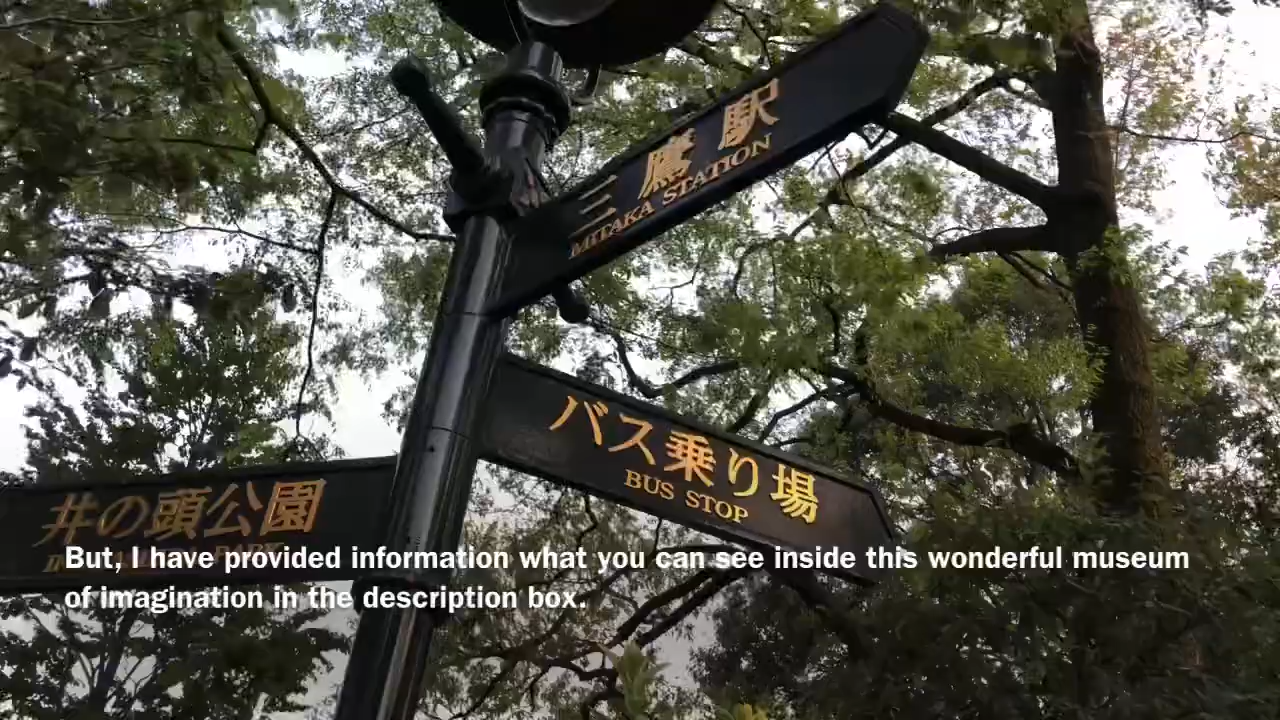 三鷹駅
MITAKA STATION
バス乗り場
BUS STOP
井の頭公園
But, I have provided information what you can see inside this wonderful museum
of imagination in the description box.